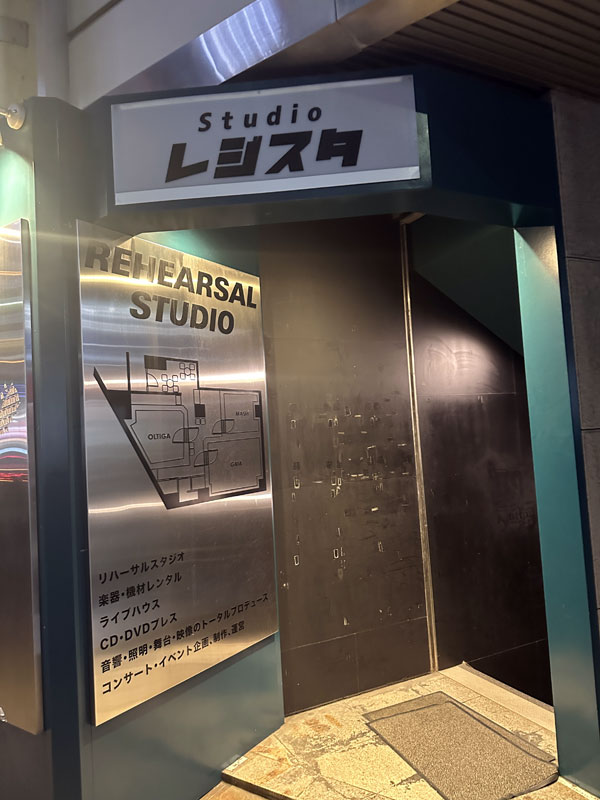 Studio
レジスタ
REHEARSAL
STUDIO
OLTIGA
GAIA
リハーサルスタジオ
楽器・機材レンタル
ライブハウス
CD・DVDプレス
音響・照明・舞台・映像のトータルプロデュース
コンサート・イベント企画、制作、運営